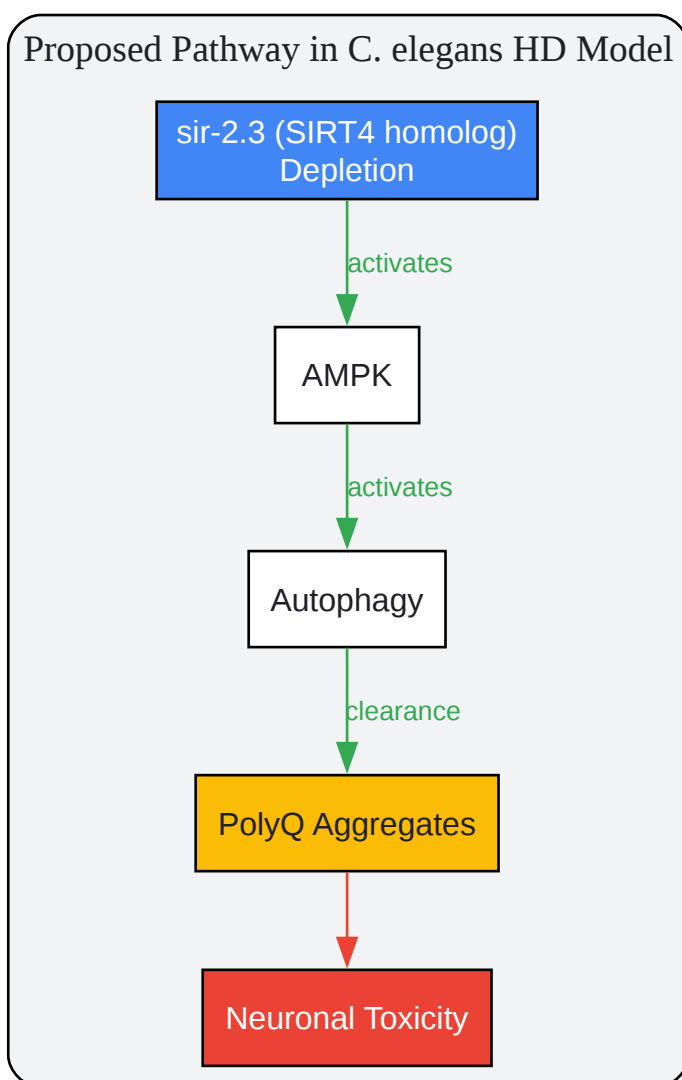 Proposed Pathway in C. elegans HD Model
sir-2.3 (SIRT4 homolog)
Depletion
activates
AMPK
activates
Autophagy
clearance
PolyQ Aggregates
Neuronal Toxicity